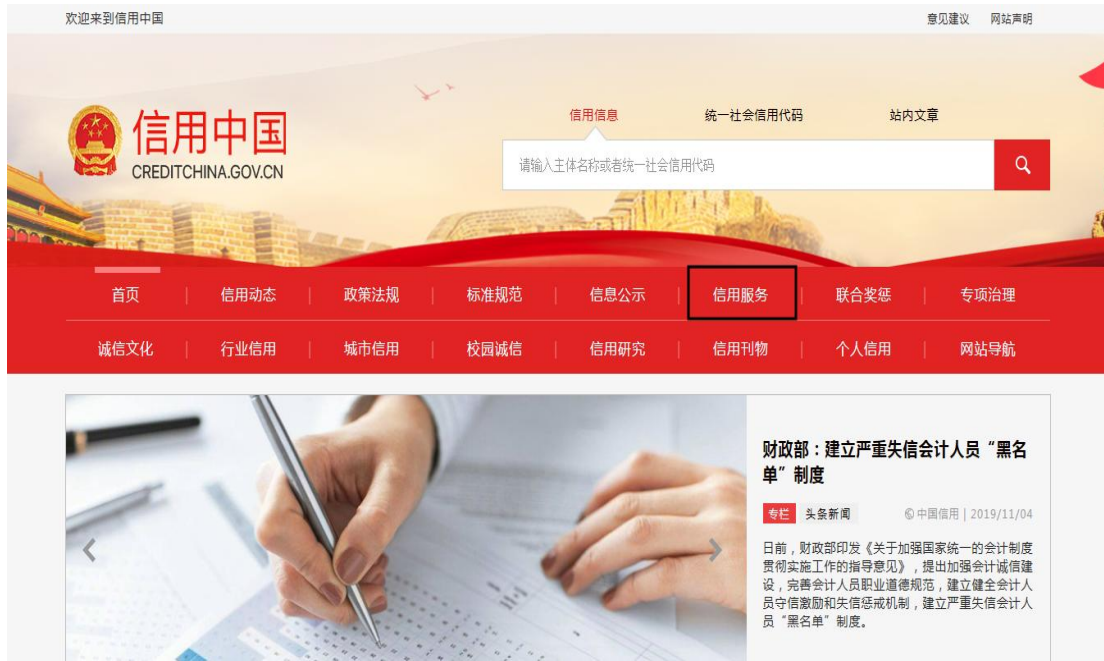 欢迎来到信用中国
意见建议 网站声明
信用信息 统一社会信用代码 站内文章
信用中国
CREDITCHINA.GOV.CN
请输入主体名称或者统一社会信用代码
首页 信用动态 政策法规 标准规范 信息公示 信用服务 联合奖惩 专项治理
诚信文化 行业信用 城市信用 校园诚信 信用研究 信用刊物 个人信用 网站导航
财政部：建立严重失信会计人员“黑名
单”制度
专栏 头条新闻 中国信用 | 2019/11/04
日前，财政部印发《关于加强国家统一的会计制度
贯彻实施工作的指导意见》，提出加强会计诚信建
设，完善会计人员职业道德规范，建立健全会计人
员守信激励和失信惩戒机制，建立严重失信会计人
员“黑名单”制度。